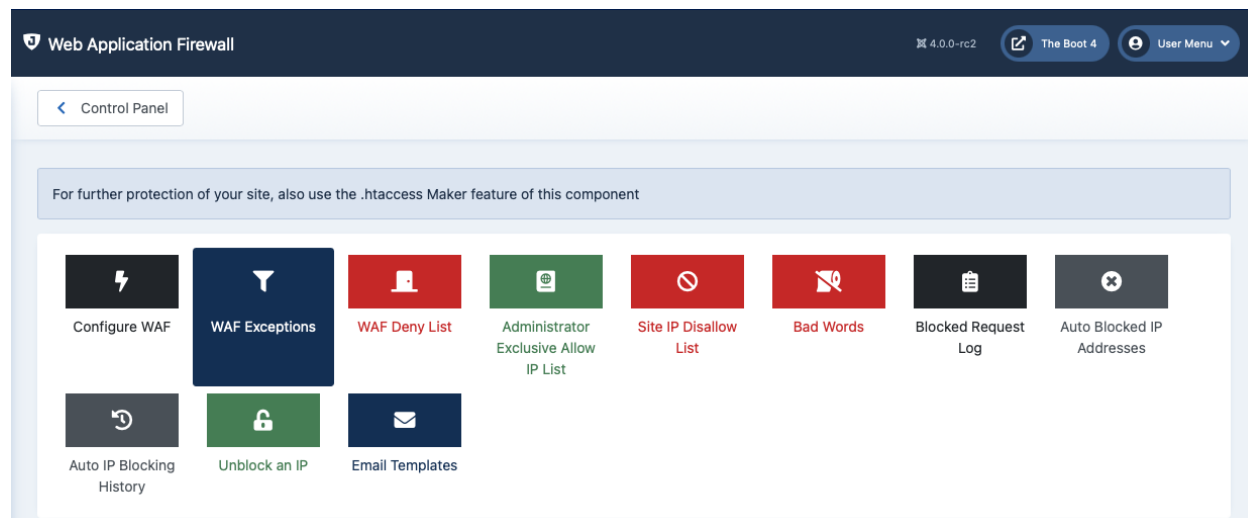 Web Application Firewall
4.0.0-rc2
The Boot 4
User Menu
Control Panel
For further protection of your site, also use the .htaccess Maker feature of this component
Configure WAF
WAF Exceptions
WAF Deny List
Administrator
Exclusive Allow
IP List
Site IP Disallow
List
Bad Words
Blocked Request
Log
Auto Blocked IP
Addresses
Auto IP Blocking
History
Unblock an IP
Email Templates